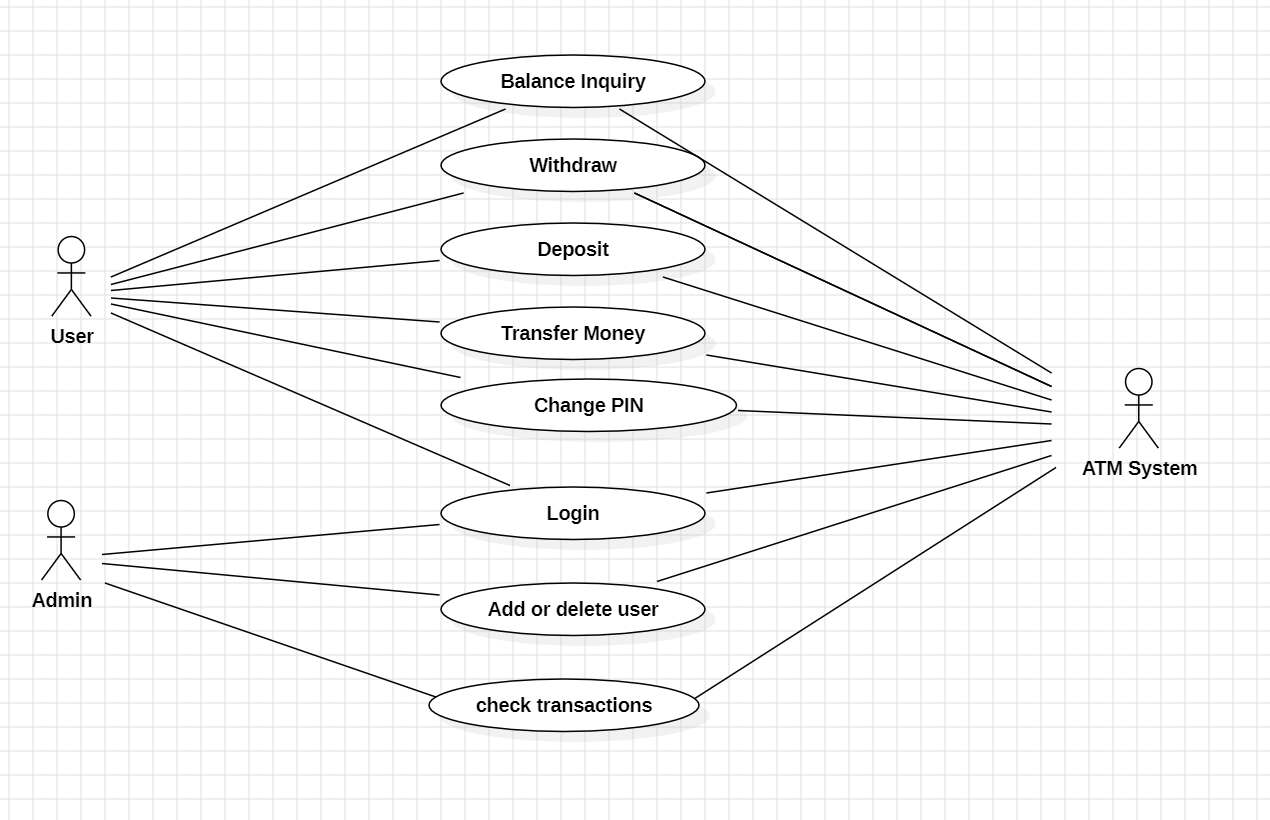 Balance Inquiry
Withdraw
Deposit
User
Transfer Money
Change PIN
ATM System
Login
Admin
Add or delete user
check transactions